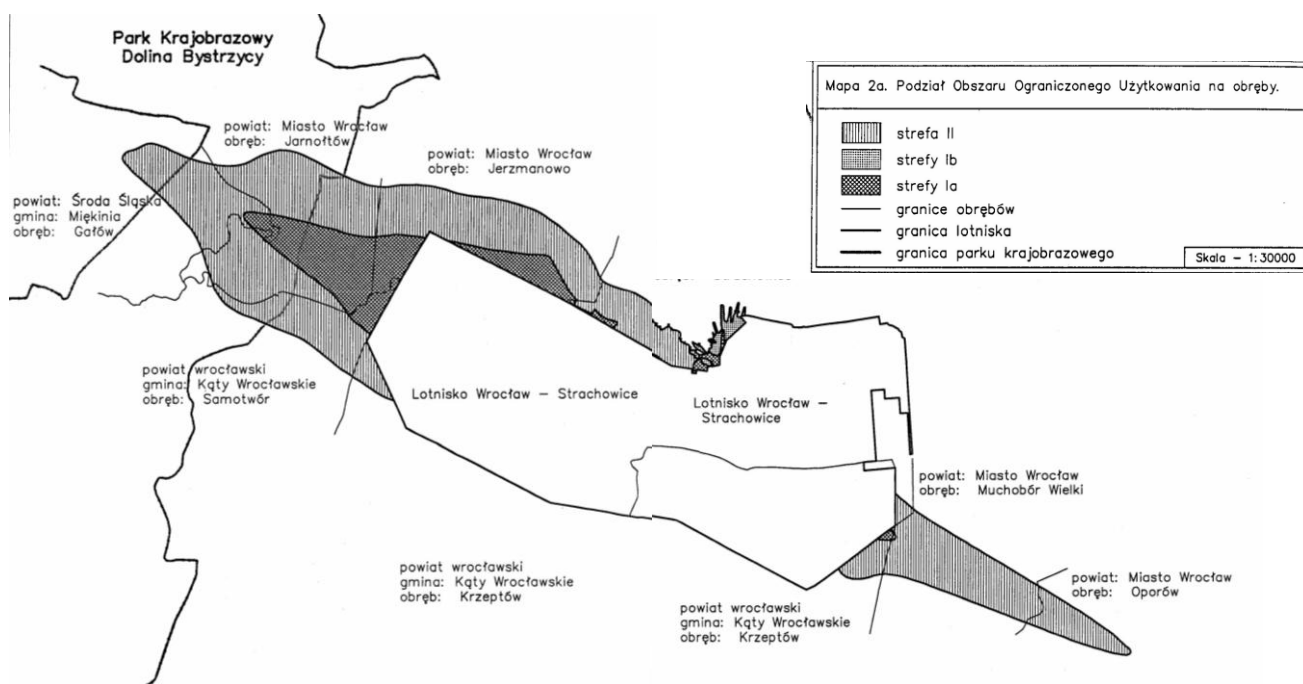 Park Krajobrazowy
Dolina Bystrzycy
Mapa 2a. Podział Obszaru Ograniczonego Użytkowania na obręby.
strefa II
strefy Ib
strefy Ia
granice obrębów
granica lotniska
granica parku krajobrazowego
Skala – 1:30000
powiat: Miasto Wrocław
obręb: Jarnołtów
powiat: Miasto Wrocław
obręb: Jerzmanowo
powiat: Środa Śląska
gmina: Miękinia
obręb: Gałów
powiat wrocławski
gmina: Kąty Wrocławskie
obręb: Samotwór
Lotnisko Wrocław – Strachowice
Lotnisko Wrocław –
Strachowice
powiat: Miasto Wrocław
obręb: Muchobór Wielki
powiat wrocławski
gmina: Kąty Wrocławskie
obręb: Krzeptów
powiat: Miasto Wrocław
obręb: Oporów
powiat wrocławski
gmina: Kąty Wrocławskie
obręb: Krzeptów